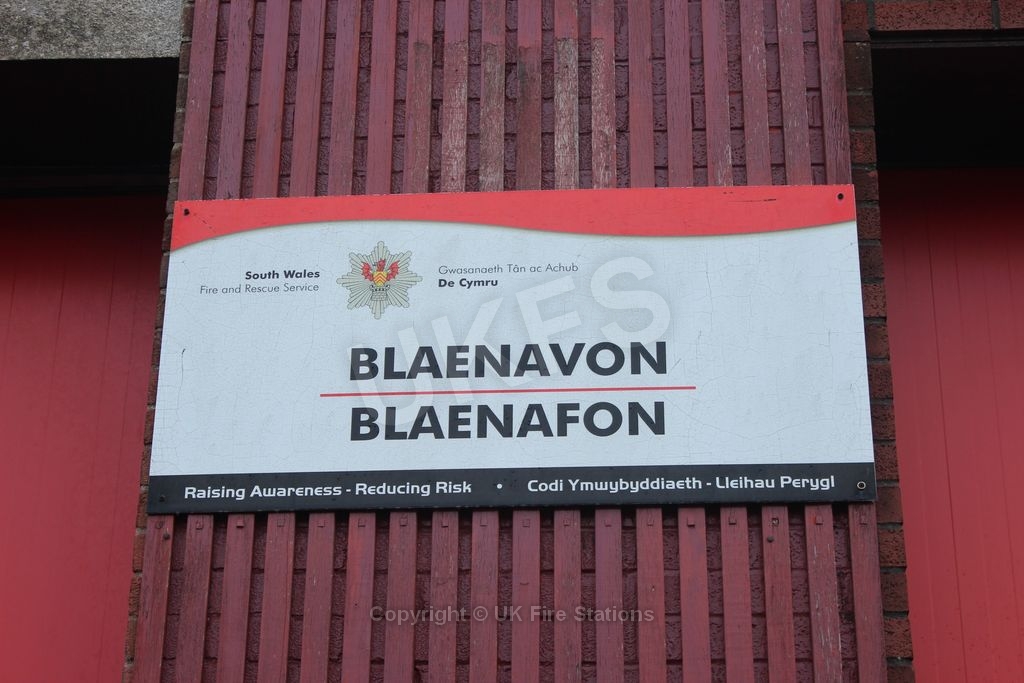 South Wales
Fire and Rescue Service
Gwasanaeth Tân ac Achub
De Cymru
UKFS
BLAENAVON
BLAENAFON
Raising Awareness - Reducing Risk • Codi Ymwybyddiaeth - Lleihau Perygl
Copyright © UK Fire Stations